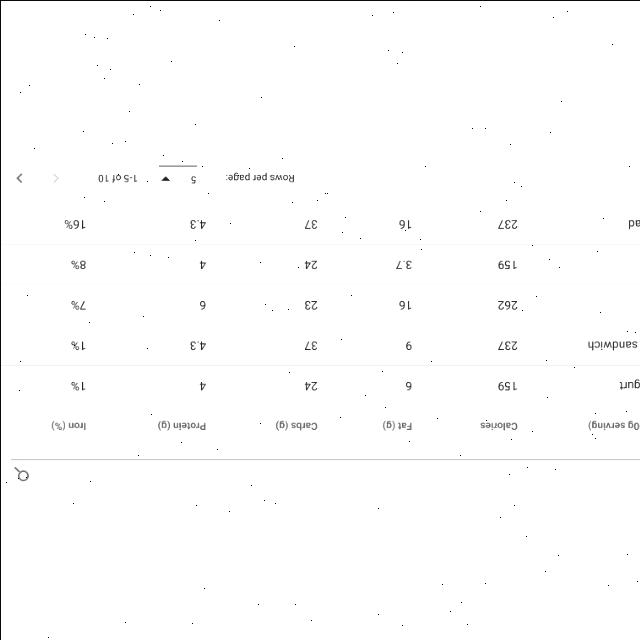 0g serving) Calories Fat (g) Carbs (g) Protein (g) Iron (%)
gurt 159 6 24 4 1%
sandwich 237 9 37 4.3 1%
262 16 23 6 7%
159 3.7 24 4 8%
ad 237 16 37 4.3 16%
Rows per page: 5 1-5 of 10